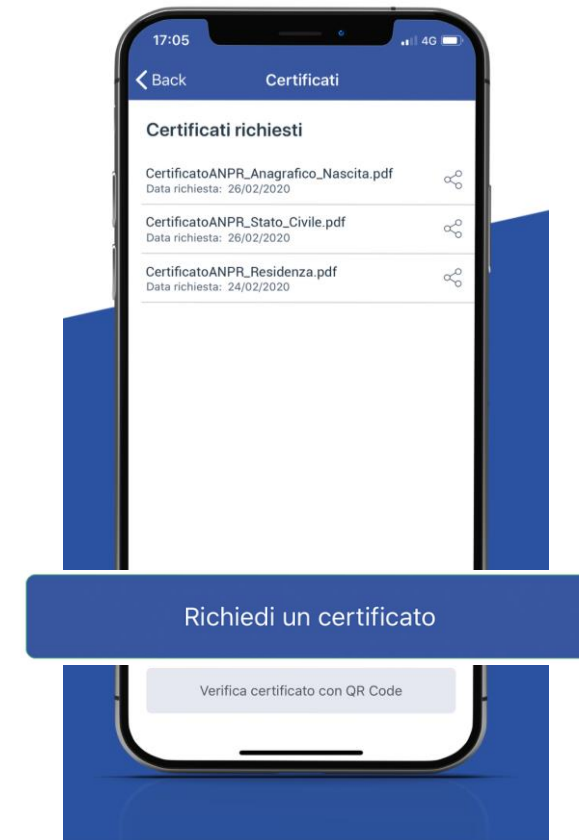 17:05
4G
Back
Certificati
Certificati richiesti
CertificatoANPR_Anagrafico_Nascita.pdf
Data richiesta: 26/02/2020
CertificatoANPR_Stato_Civile.pdf
Data richiesta: 26/02/2020
CertificatoANPR_Residenza.pdf
Data richiesta: 24/02/2020
Richiedi un certificato
Verifica certificato con QR Code